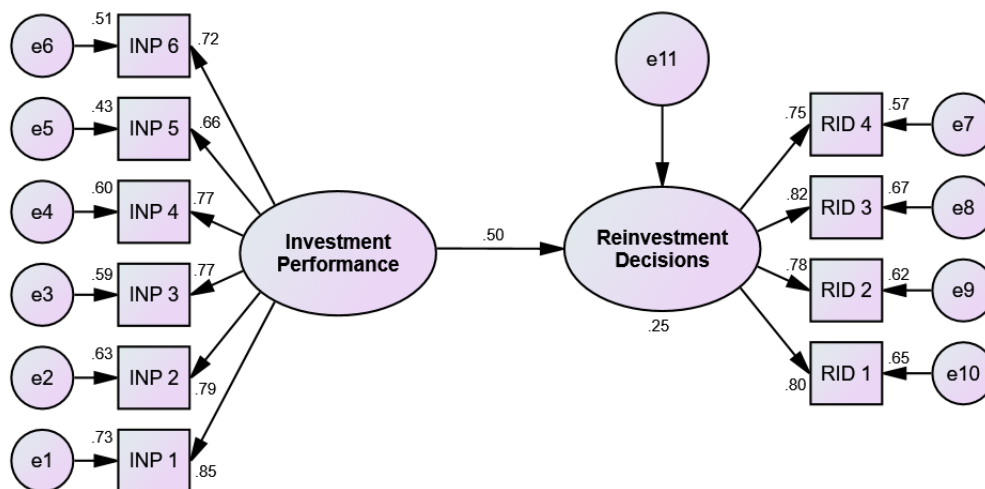 e6
.51
INP 6
.72
e5
.43
INP 5
.66
e4
.60
INP 4
.77
e3
.59
INP 3
.77
e2
.63
INP 2
.79
e1
.73
INP 1
.85
Investment
Performance
.50
e11
Reinvestment
Decisions
.25
.75
RID 4
.57
e7
.82
RID 3
.67
e8
.78
RID 2
.62
e9
.80
RID 1
.65
e10